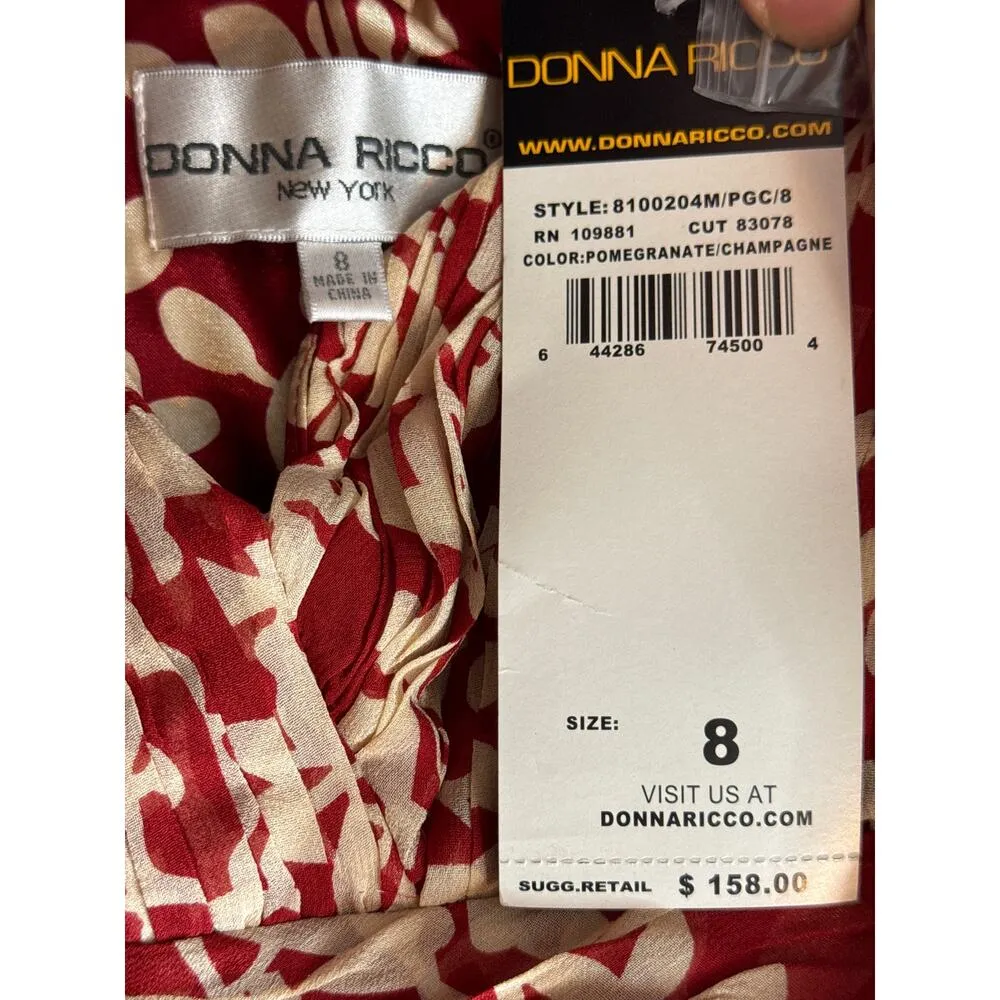 DONNA RICCO®
NEW YORK
8
MADE IN
CHINA
DONNA RICCO
WWW.DONNARICCO.COM
STYLE: 8100204M/PGC/8
RN 109881 CUT 83078
COLOR:POMEGRANATE/CHAMPAGNE
6 44286 74500 4
SIZE: 8
VISIT US AT
DONNARICCO.COM
SUGG.RETAIL $ 158.00